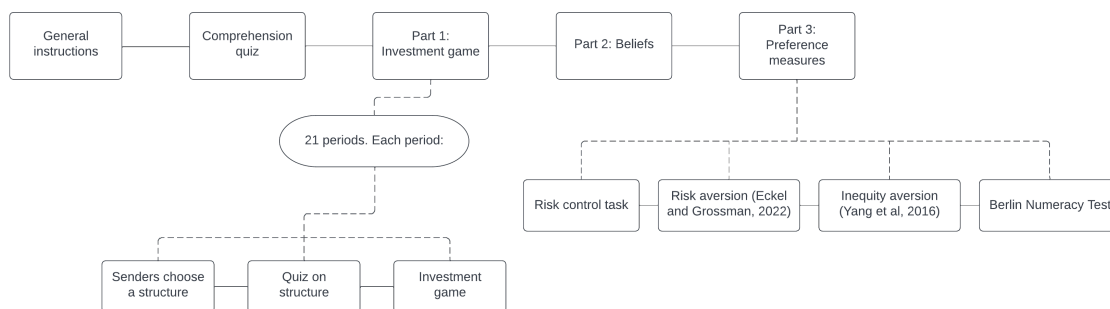 General
instructions
Comprehension
quiz
Part 1:
Investment game
Part 2: Beliefs
Part 3:
Preference
measures
21 periods. Each period:
Risk control task
Risk aversion (Eckel
and Grossman, 2022)
Inequity aversion
(Yang et al, 2016)
Berlin Numeracy Test
Senders choose
a structure
Quiz on
structure
Investment
game